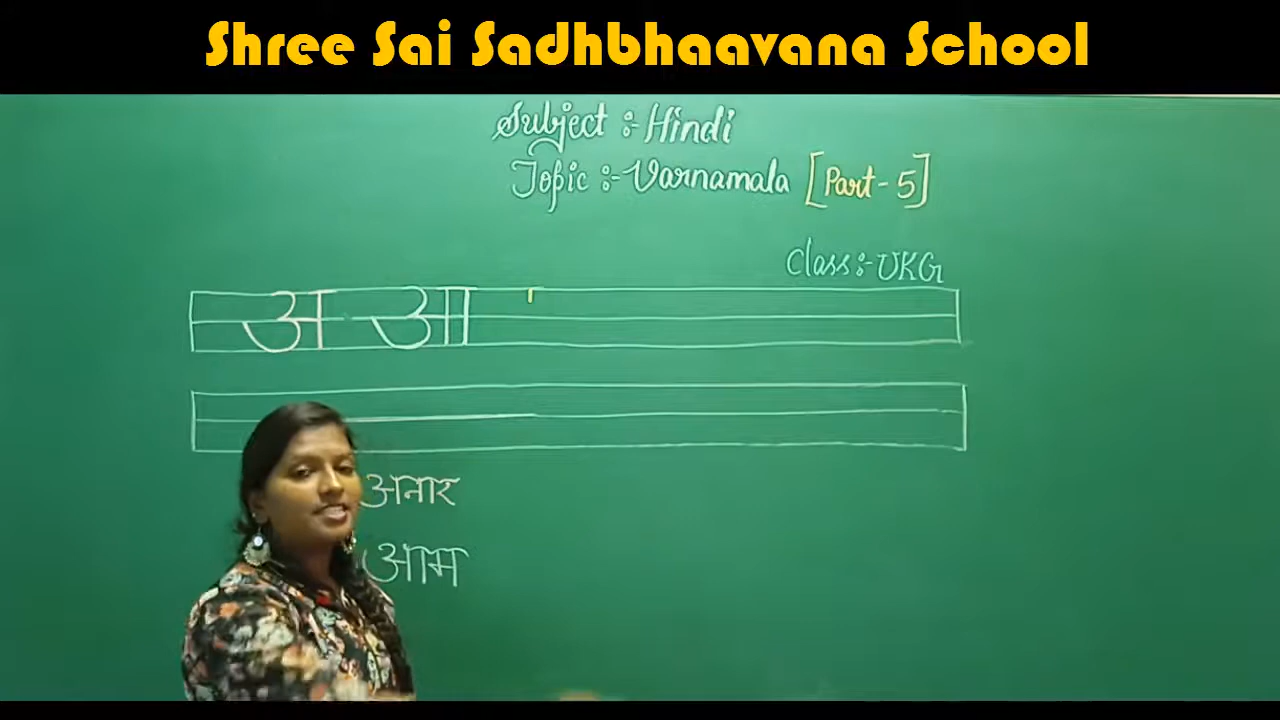 Shree Sai Sadhbhaavana School
Subject :- Hindi
Topic :- Varnamala [Part - 5]
Class :- UKG
अ आ
अनार
आम